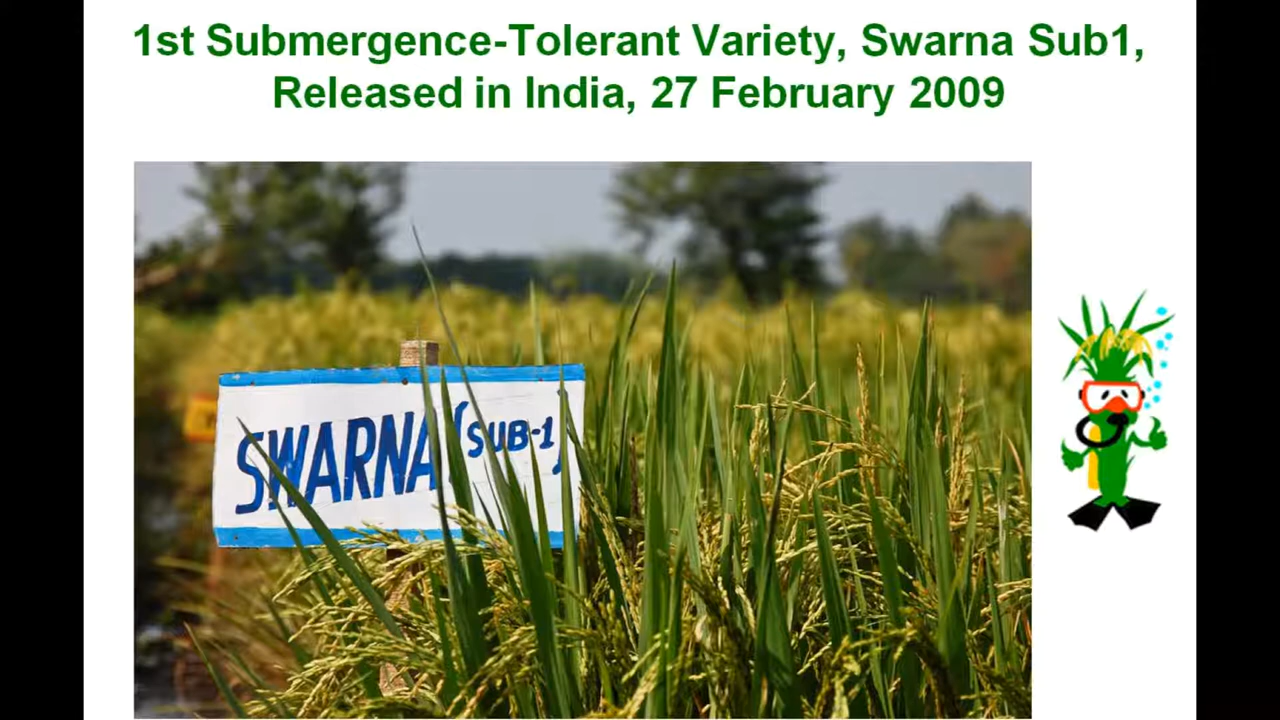 1st Submergence-Tolerant Variety, Swarna Sub1,
Released in India, 27 February 2009
SWARNA (SUB-1)